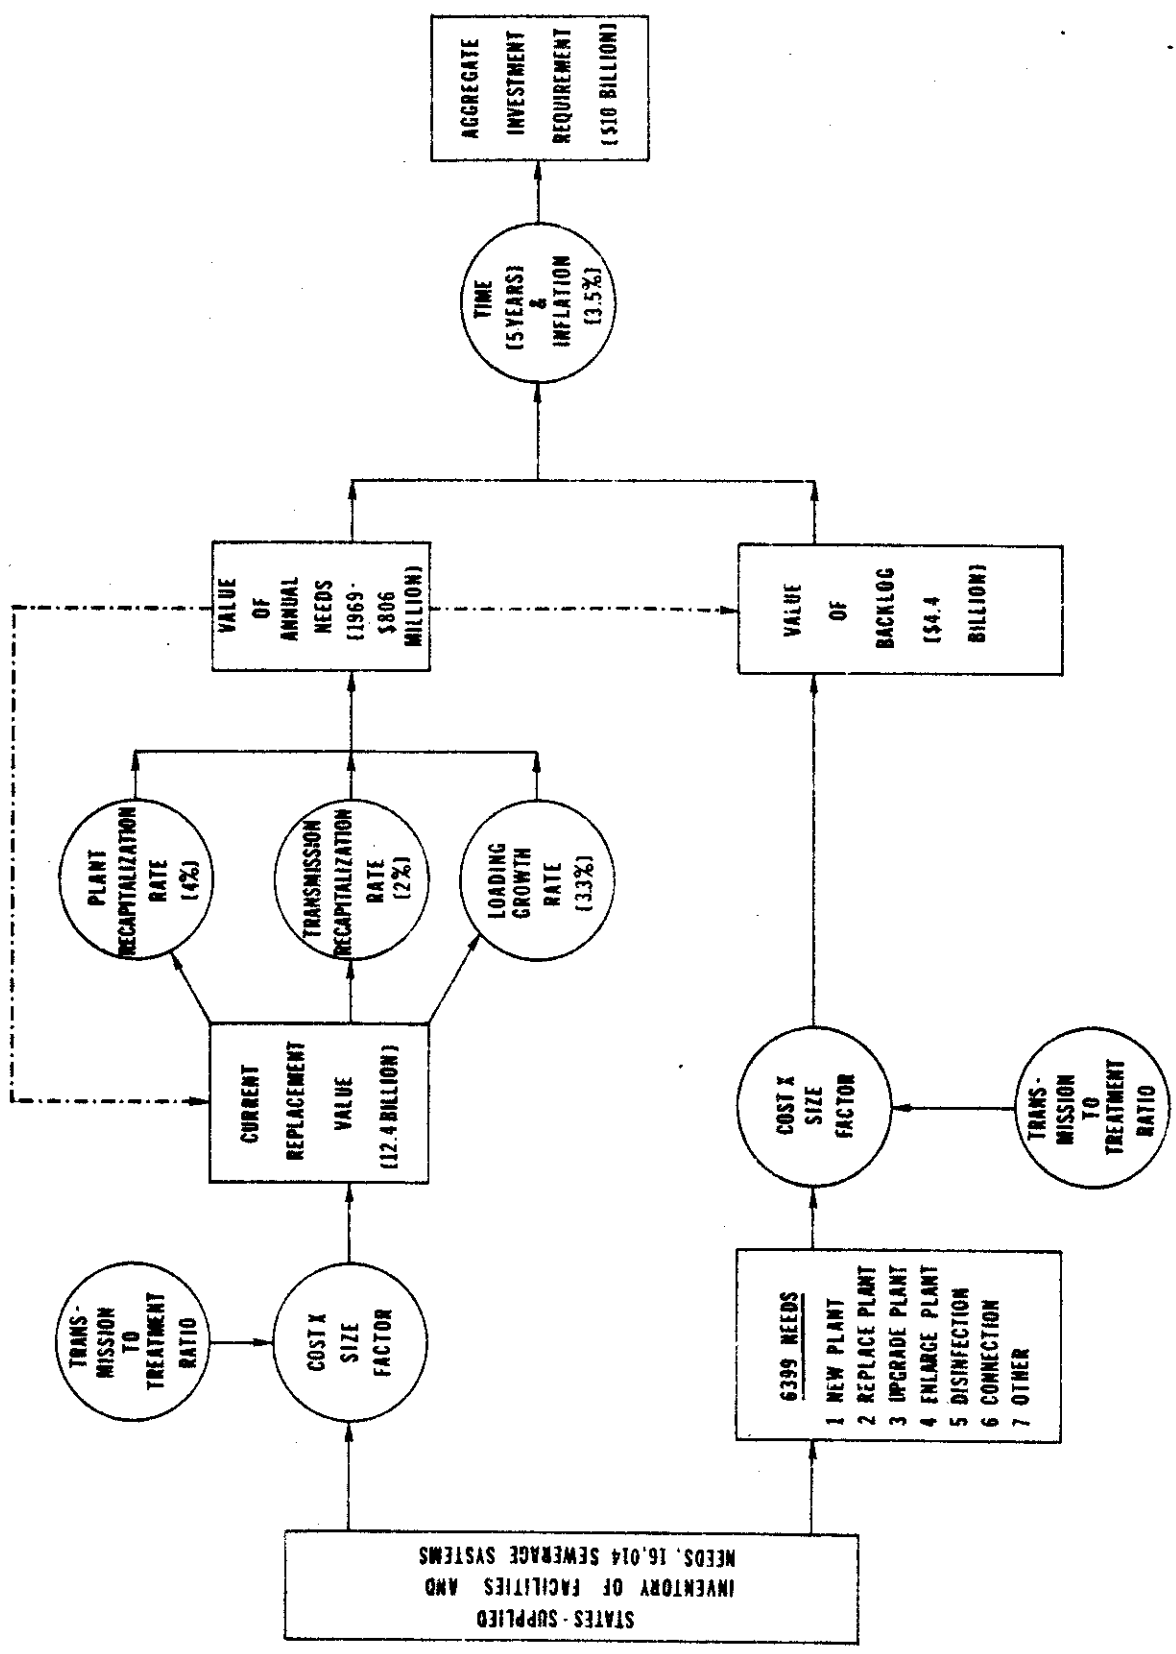 STATES-SUPPLIED
INVENTORY OF FACILITIES AND
NEEDS. 16,014 SEWERAGE SYSTEMS
TRANS-
MISSION
TO
TREATMENT
RATIO
COST X
SIZE
FACTOR
CURRENT
REPLACEMENT
VALUE
(12.4 BILLION)
PLANT
RECAPITALIZATION
RATE
(4%)
TRANSMISSION
RECAPITALIZATION
RATE
(2%)
LOADING
GROWTH
RATE
(3.3%)
VALUE
OF
ANNUAL
NEEDS
(1969-
$806
MILLION)
6399 NEEDS
1 NEW PLANT
2 REPLACE PLANT
3 UPGRADE PLANT
4 ENLARGE PLANT
5 DISINFECTION
6 CONNECTION
7 OTHER
COST X
SIZE
FACTOR
TRANS-
MISSION
TO
TREATMENT
RATIO
VALUE
OF
BACKLOG
($4.4
BILLION)
TIME
(5 YEARS)
&
INFLATION
(3.5%)
AGGREGATE
INVESTMENT
REQUIREMENT
($10 BILLION)